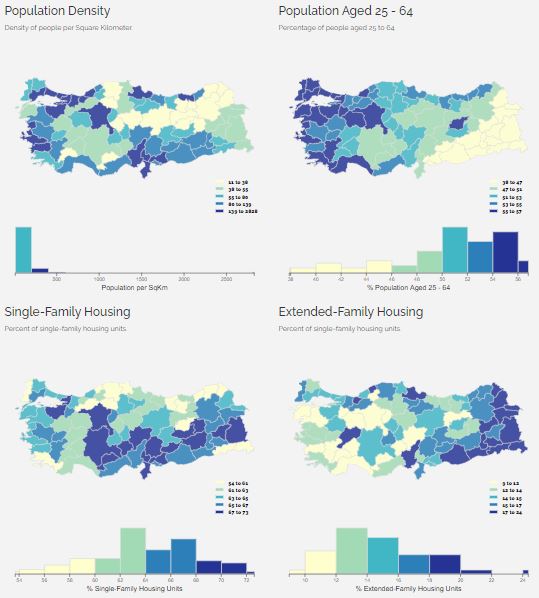 Population Density
Density of people per Square Kilometer
11 to 38
38 to 55
55 to 80
80 to 139
139 to 2828
500
1000
1500
2000
2500
Population per SqKm
Population Aged 25 - 64
Percentage of people aged 25 to 64
38 to 47
47 to 51
51 to 53
53 to 55
55 to 57
38
40
42
44
46
48
50
52
54
56
% Population Aged 25 - 64
Single-Family Housing
Percent of single-family housing units.
54 to 61
61 to 63
63 to 65
65 to 67
67 to 73
54
56
58
60
62
64
66
68
70
72
% Single-Family Housing Units
Extended-Family Housing
Percent of single-family housing units.
3 to 12
12 to 14
14 to 15
15 to 17
17 to 24
10
12
14
16
18
20
22
24
% Extended-Family Housing Units